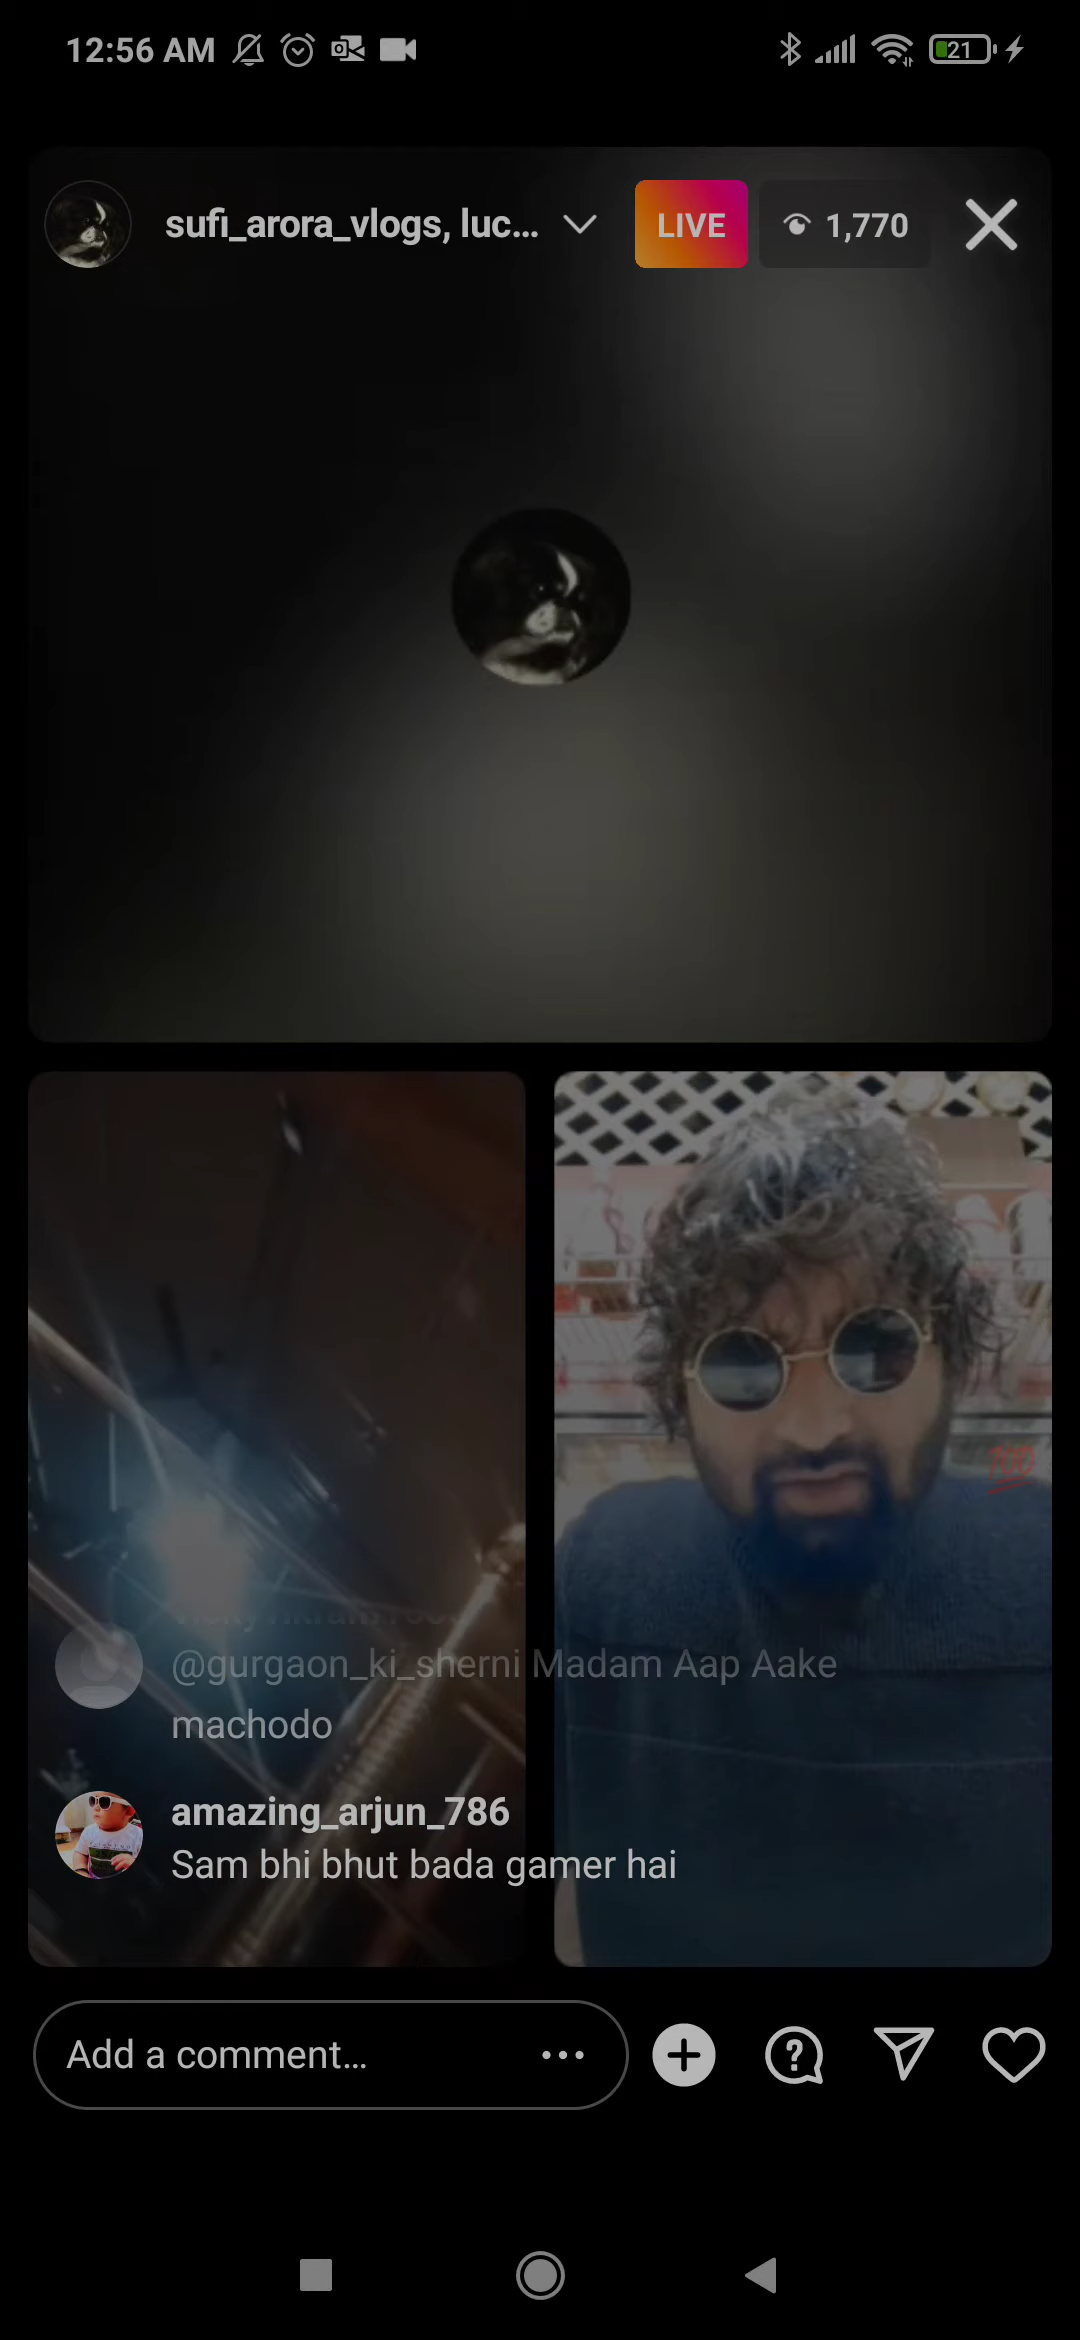 12:56 AM
21
sufi_arora_vlogs, luc...
LIVE
1,770
100
@gurgaon_ki_sherni Madam Aap Aake
machodo
amazing_arjun_786
Sam bhi bhut bada gamer hai
Add a comment...